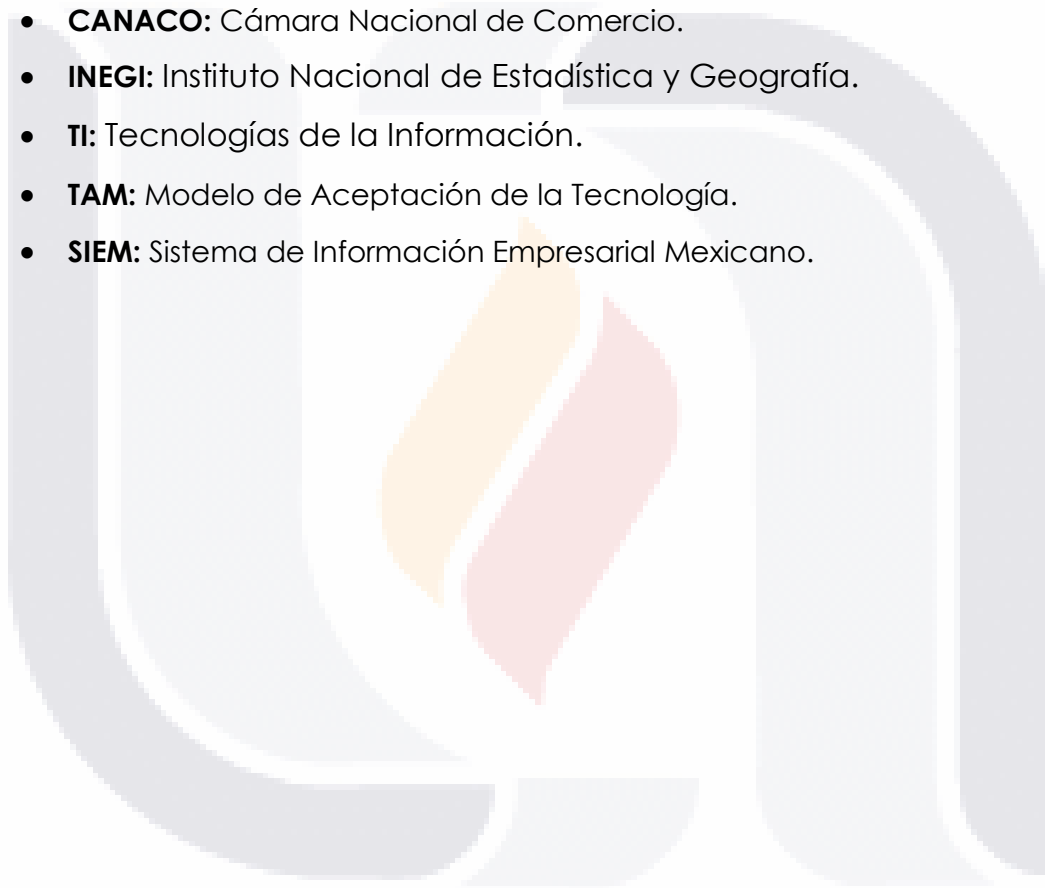 • CANACO: Cámara Nacional de Comercio.
• INEGI: Instituto Nacional de Estadística y Geografía.
• TI: Tecnologías de la Información.
• TAM: Modelo de Aceptación de la Tecnología.
• SIEM: Sistema de Información Empresarial Mexicano.